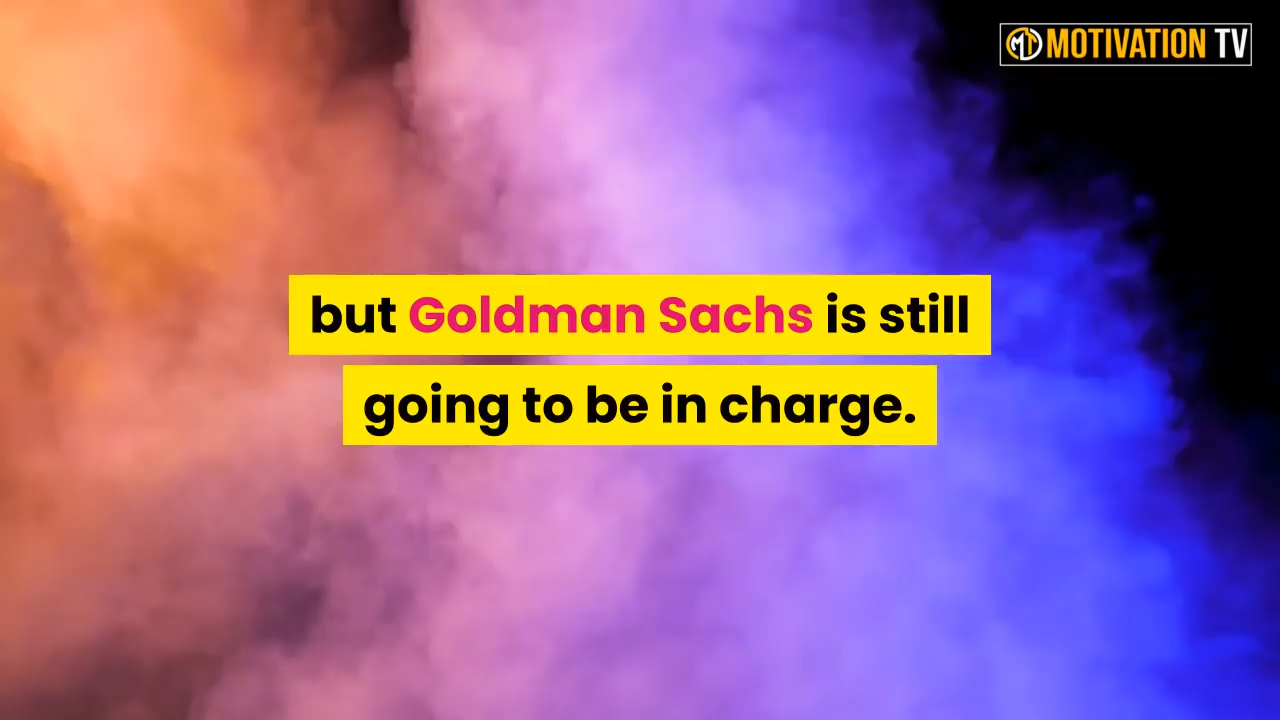 MOTIVATION TV
but Goldman Sachs is still
going to be in charge.